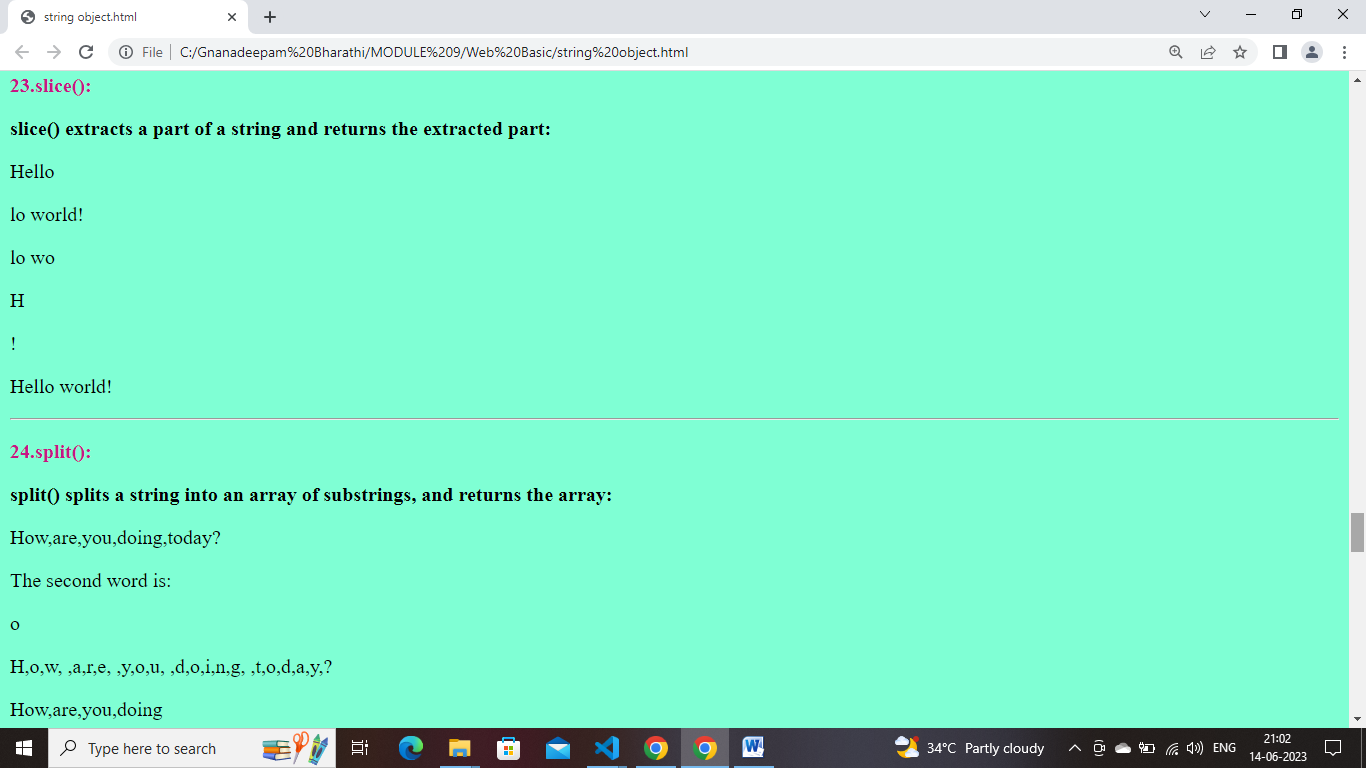 string object.html
File
C:/Gnanadeepam%20Bharathi/MODULE%209/Web%20Basic/string%20object.html
23.slice():
slice() extracts a part of a string and returns the extracted part:
Hello
lo world!
lo wo
H
!
Hello world!
24.split():
split() splits a string into an array of substrings, and returns the array:
How,are,you,doing,today?
The second word is:
o
H,o,w, ,a,r,e, ,y,o,u, ,d,o,i,n,g, ,t,o,d,a,y,?
How,are,you,doing
Type here to search
34°C Partly cloudy
ENG
21:02
14-06-2023